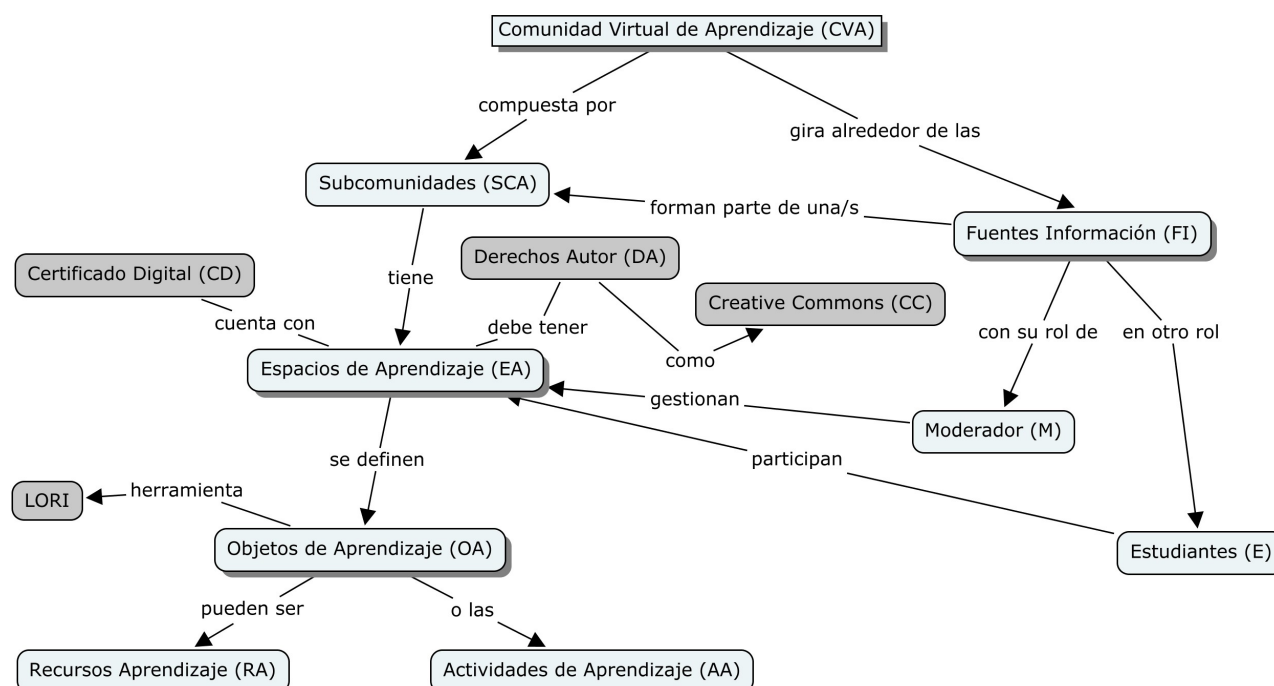 Comunidad Virtual de Aprendizaje (CVA)
compuesta por
gira alrededor de las
Subcomunidades (SCA)
forman parte de una/s
Fuentes Información (FI)
Derechos Autor (DA)
Certificado Digital (CD)
tiene
Creative Commons (CC)
cuenta con
debe tener
con su rol de
en otro rol
como
Espacios de Aprendizaje (EA)
gestionan
Moderador (M)
se definen
participan
herramienta
LORI
Objetos de Aprendizaje (OA)
Estudiantes (E)
pueden ser
o las
Recursos Aprendizaje (RA)
Actividades de Aprendizaje (AA)